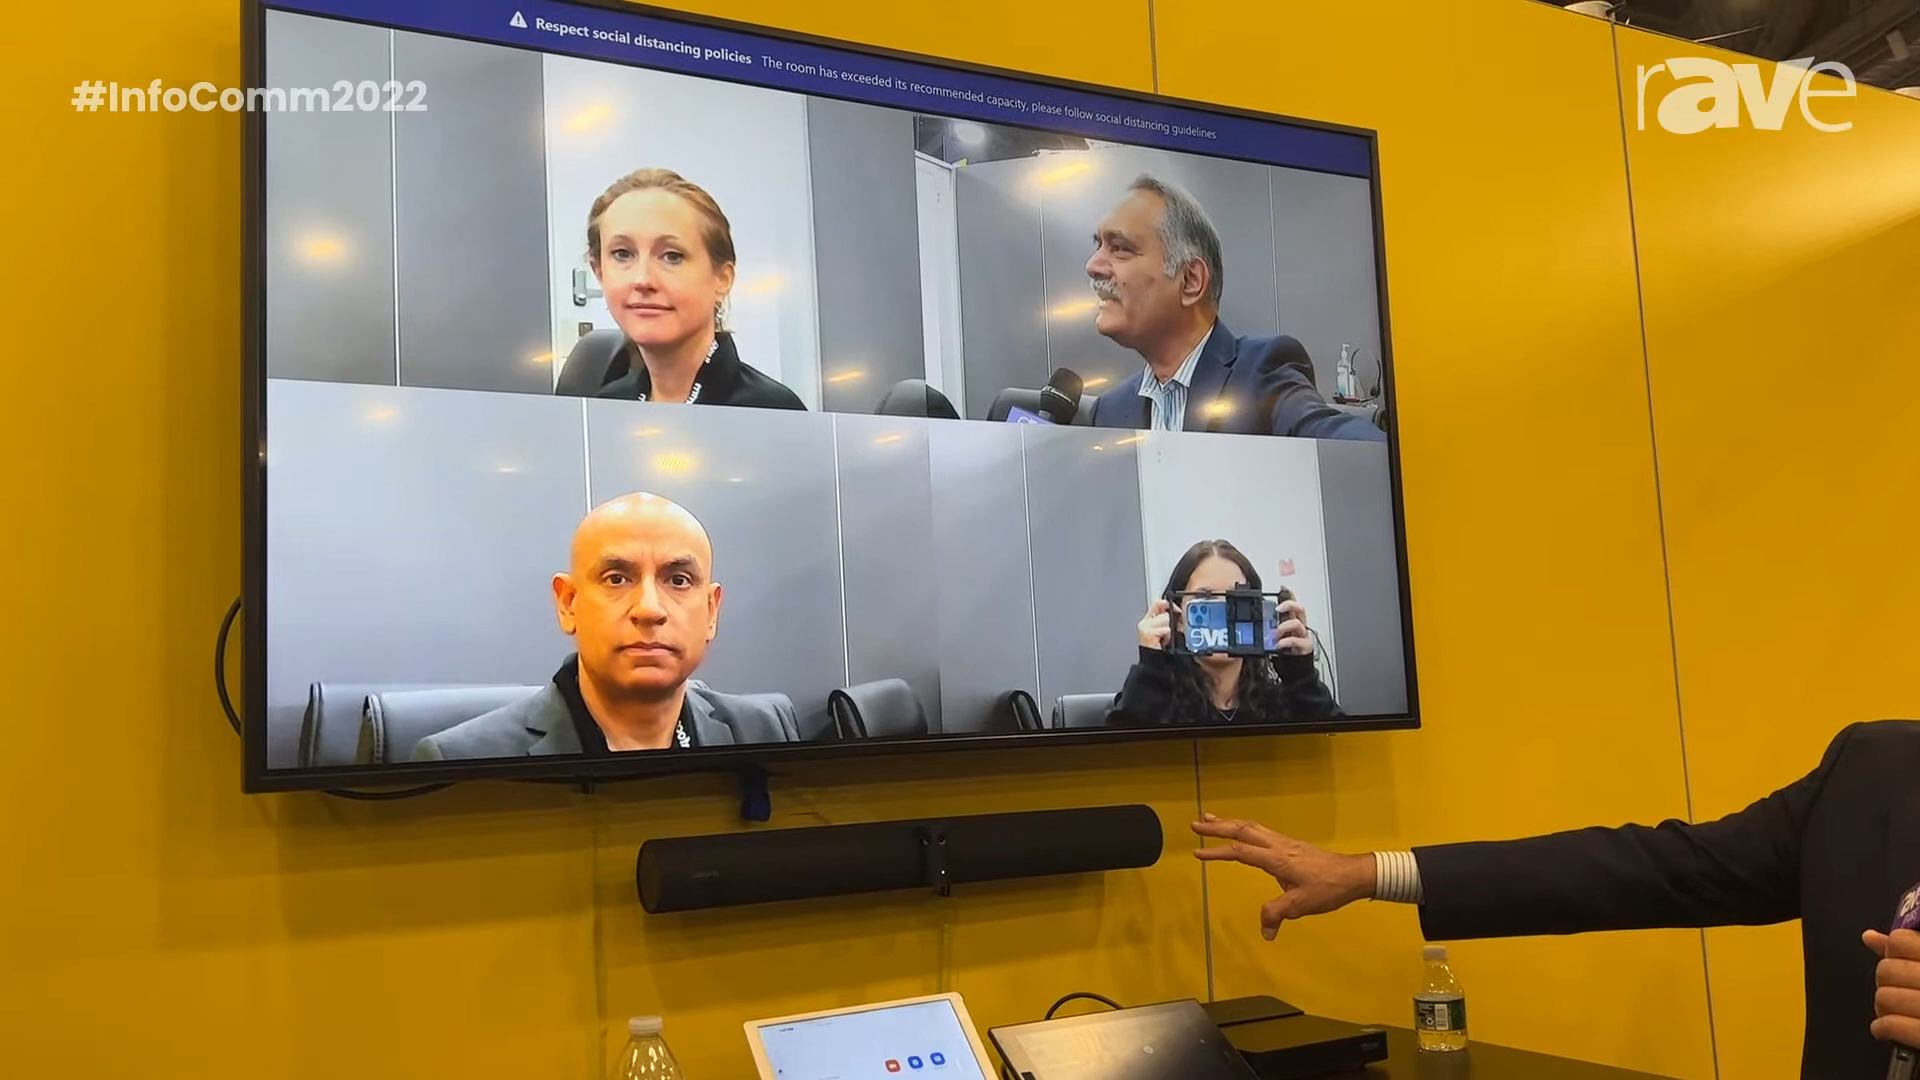 Respect social distancing policies The room has exceeded its recommended capacity, please follow social distancing guidelines
#InfoComm2022
rAVe